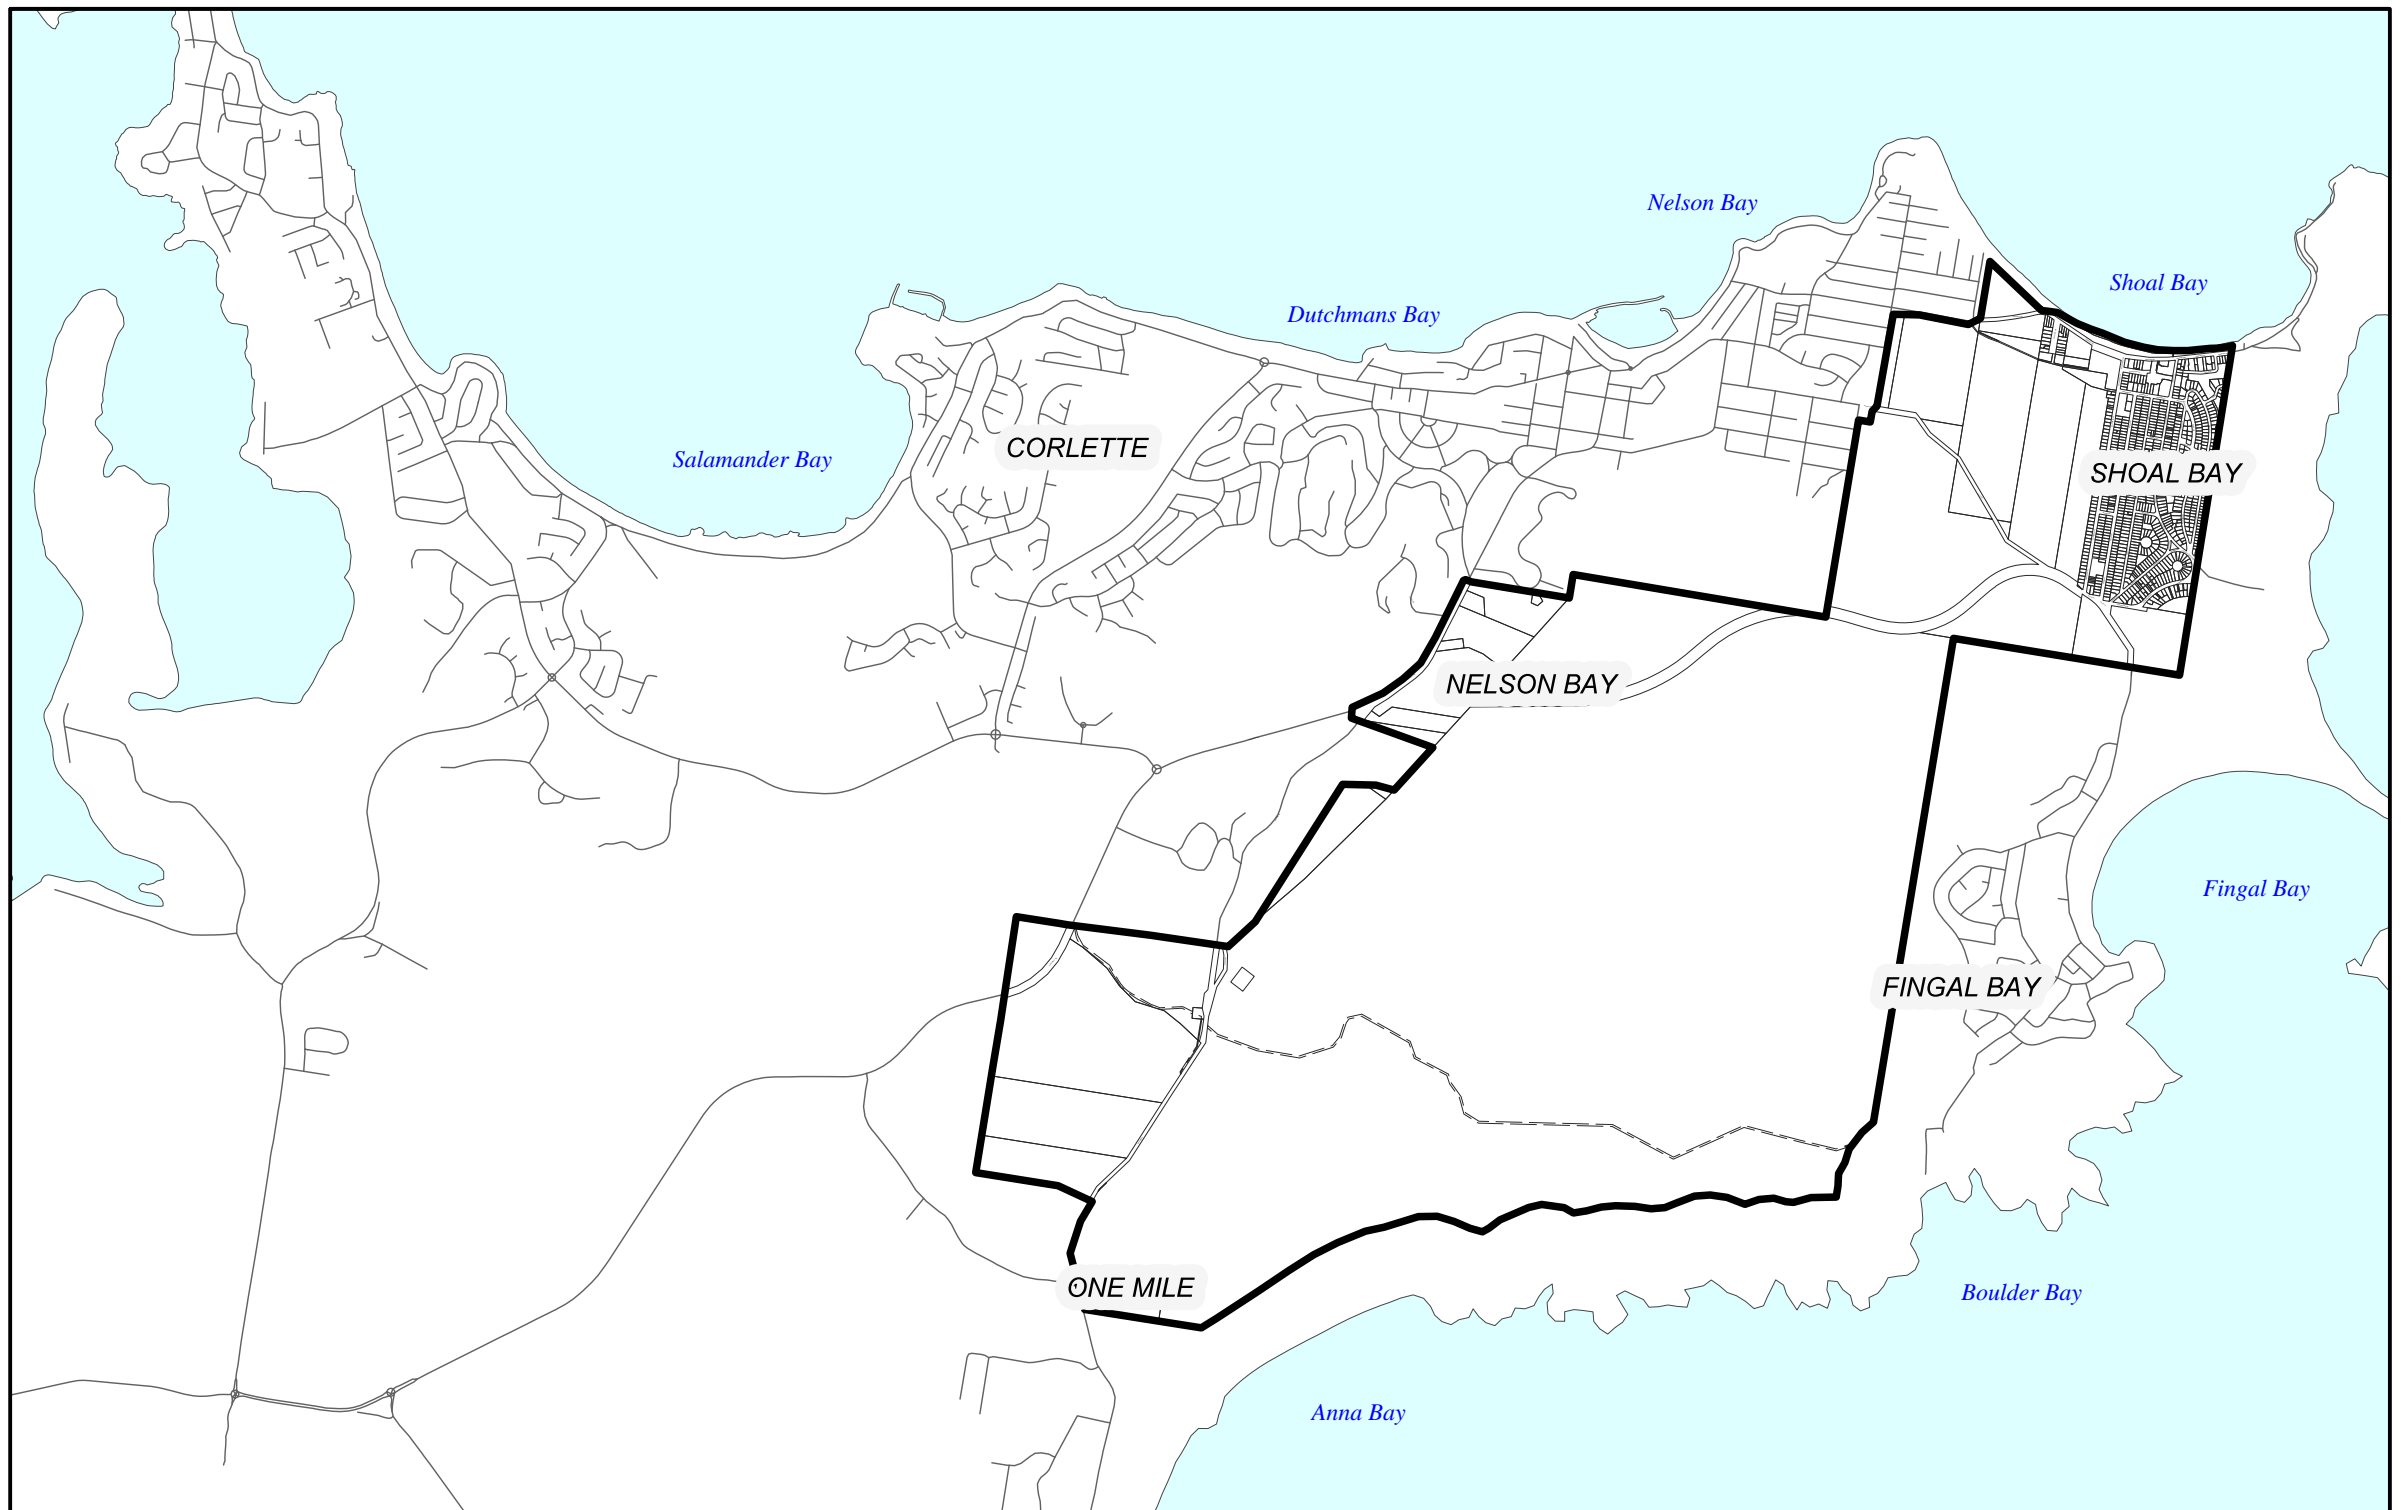 Nelson Bay
Shoal Bay
Dutchmans Bay
CORLETTE
Salamander Bay
SHOAL BAY
NELSON BAY
Fingal Bay
FINGAL BAY
ONE MILE
Boulder Bay
Anna Bay